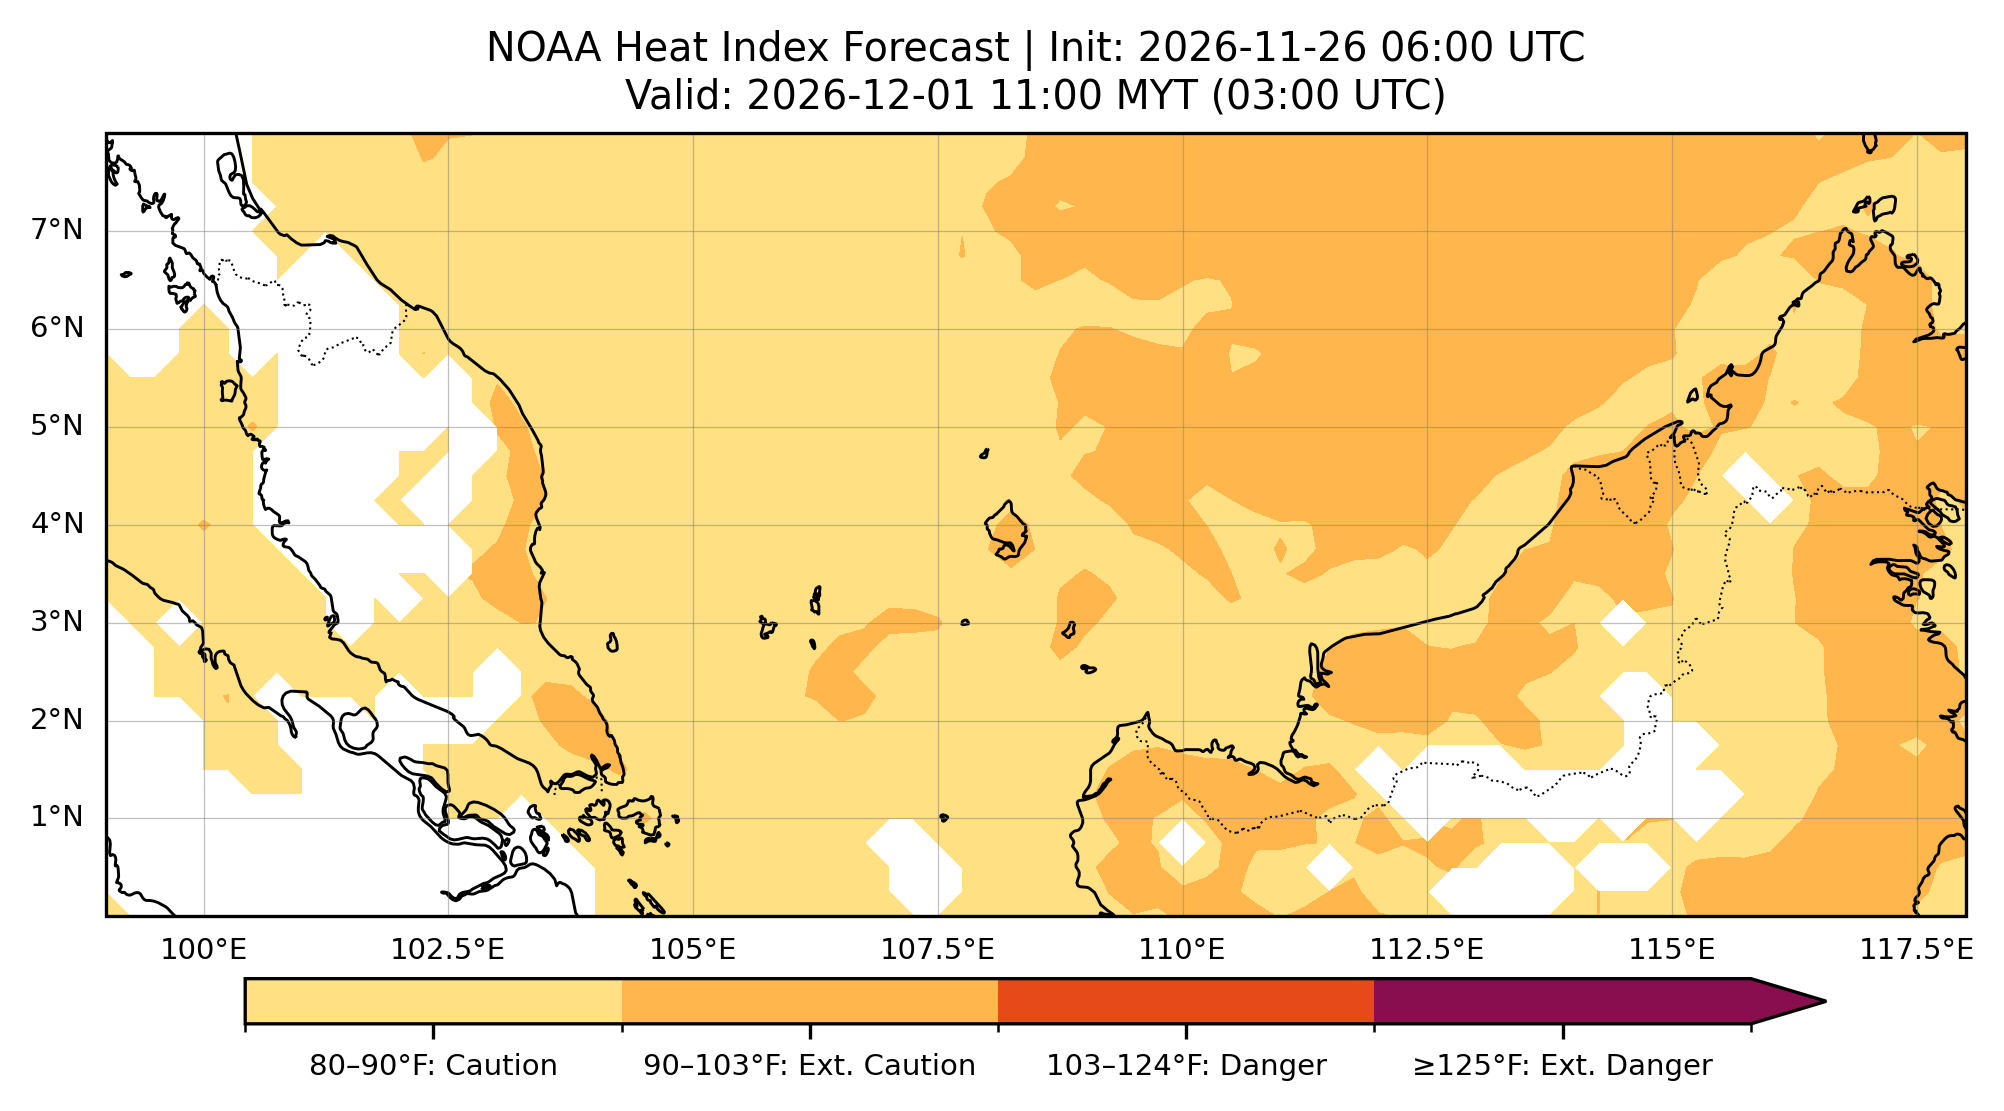 NOAA Heat Index Forecast | Init: 2026-11-26 06:00 UTC
Valid: 2026-12-01 11:00 MYT (03:00 UTC)
7°N
6°N
5°N
4°N
3°N
2°N
1°N
100°E
102.5°E
105°E
107.5°E
110°E
112.5°E
115°E
117.5°E
80–90°F: Caution
90–103°F: Ext. Caution
103–124°F: Danger
≥125°F: Ext. Danger